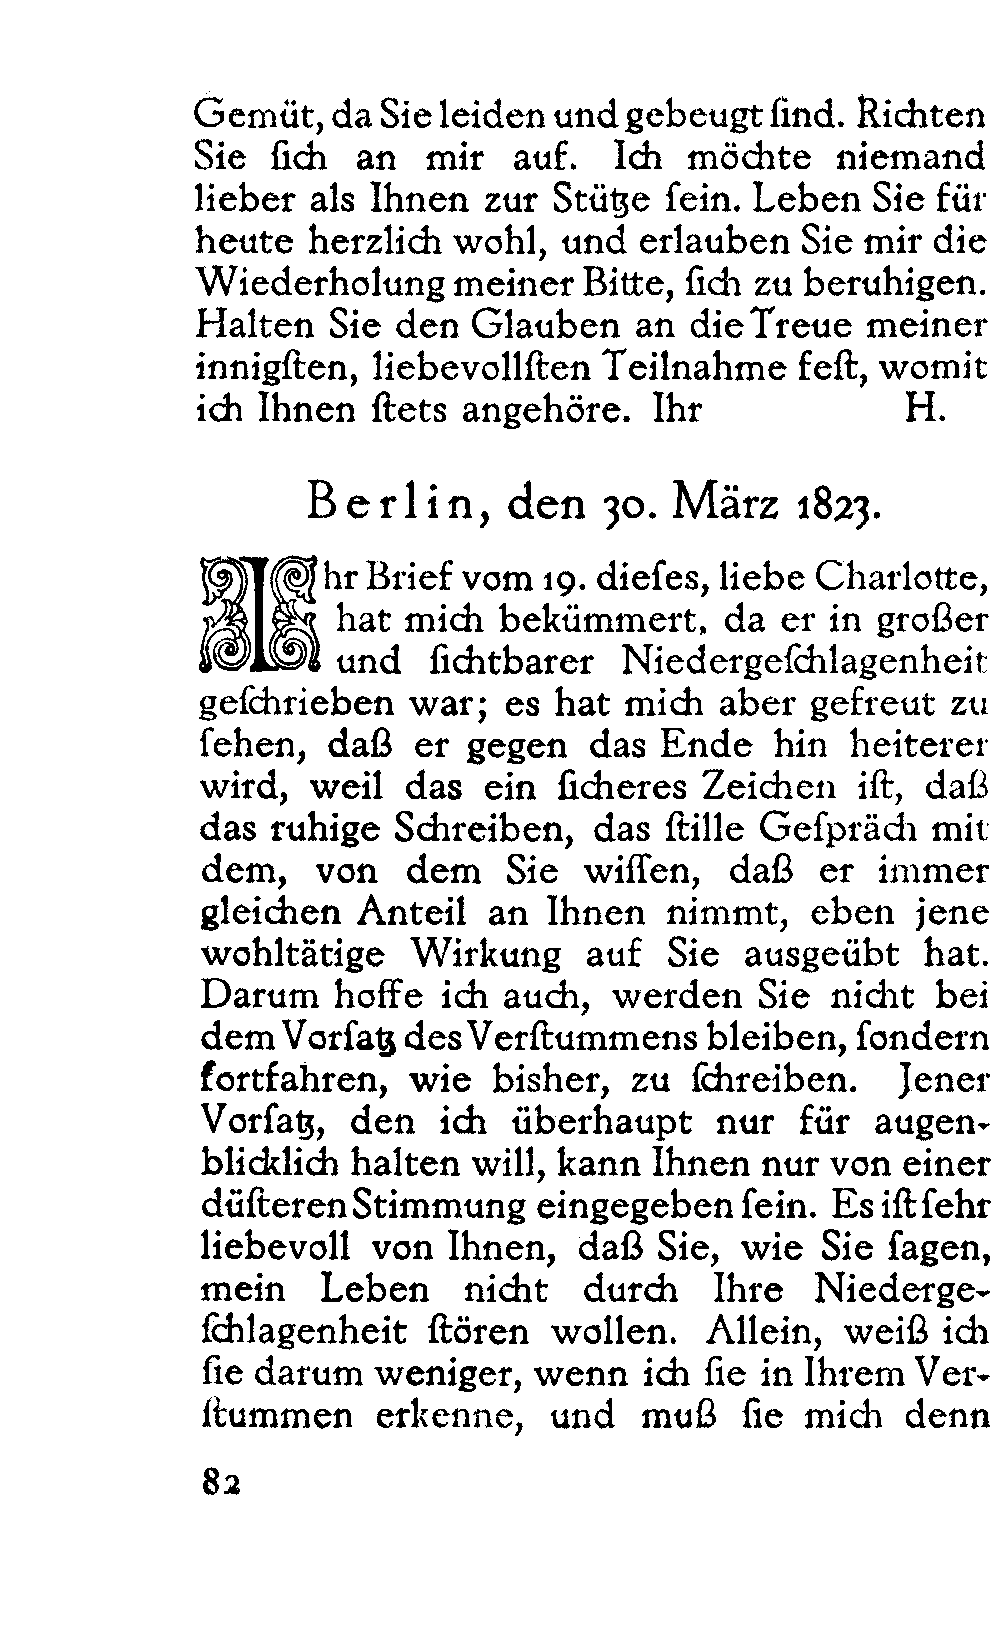 Gemüt, da Sie leiden und gebeugt ſind. Richten
Sie ſich an mir auf. Ich möchte niemand
lieber als Ihnen zur Stütze ſein. Leben Sie für
heute herzlich wohl, und erlauben Sie mir die
Wiederholung meiner Bitte, ſich zu beruhigen.
Halten Sie den Glauben an die Treue meiner
innigſten, liebevollſten Teilnahme feſt, womit
ich Ihnen ſtets angehöre. Ihr H.
Berlin, den 30. März 1823.
Ihr Brief vom 19. dieſes, liebe Charlotte,
hat mich bekümmert, da er in großer
und ſichtbarer Niedergeſchlagenheit
geſchrieben war; es hat mich aber gefreut zu
ſehen, daß er gegen das Ende hin heiterer
wird, weil das ein ſicheres Zeichen iſt, daß
das ruhige Schreiben, das ſtille Geſpräch mit
dem, von dem Sie wiſſen, daß er immer
gleichen Anteil an Ihnen nimmt, eben jene
wohltätige Wirkung auf Sie ausgeübt hat.
Darum hoffe ich auch, werden Sie nicht bei
dem Vorſatz des Verſtummens bleiben, ſondern
fortfahren, wie bisher, zu ſchreiben. Jener
Vorſatz, den ich überhaupt nur für augen-
blicklich halten will, kann Ihnen nur von einer
düſteren Stimmung eingegeben ſein. Es iſt ſehr
liebevoll von Ihnen, daß Sie, wie Sie ſagen,
mein Leben nicht durch Ihre Niederge-
ſchlagenheit ſtören wollen. Allein, weiß ich
ſie darum weniger, wenn ich ſie in Ihrem Ver-
ſtummen erkenne, und muß ſie mich denn
82